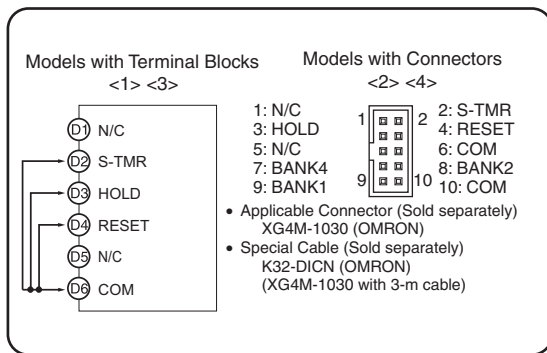 Models with Terminal Blocks
<1> <3>
D1 N/C
D2 S-TMR
D3 HOLD
D4 RESET
D5 N/C
D6 COM
Models with Connectors
<2> <4>
1: N/C
3: HOLD
5: N/C
7: BANK4
9: BANK1
1 2
9 10
2: S-TMR
4: RESET
6: COM
8: BANK2
10: COM
• Applicable Connector (Sold separately)
XG4M-1030 (OMRON)
• Special Cable (Sold separately)
K32-DICN (OMRON)
(XG4M-1030 with 3-m cable)